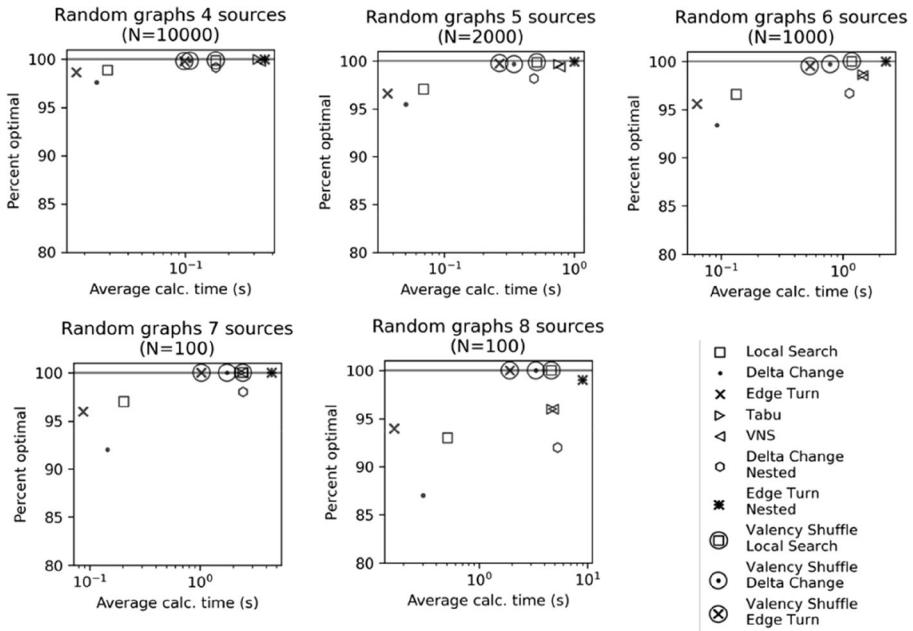 Random graphs 4 sources
(N=10000)
100
95
90
85
80
Percent optimal
10⁻¹
Average calc. time (s)
Random graphs 5 sources
(N=2000)
100
95
90
85
80
Percent optimal
10⁻¹
10⁰
Average calc. time (s)
Random graphs 6 sources
(N=1000)
100
95
90
85
80
Percent optimal
10⁻¹
10⁰
Average calc. time (s)
Random graphs 7 sources
(N=100)
100
95
90
85
80
Percent optimal
10⁻¹
10⁰
Average calc. time (s)
Random graphs 8 sources
(N=100)
100
95
90
85
80
Percent optimal
10⁰
10¹
Average calc. time (s)
Local Search
Delta Change
Edge Turn
Tabu
VNS
Delta Change
Nested
Edge Turn
Nested
Valency Shuffle
Local Search
Valency Shuffle
Delta Change
Valency Shuffle
Edge Turn